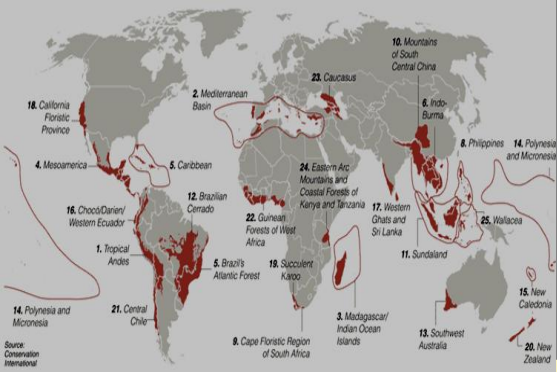 10. Mountains
of South
Central China
23. Caucasus
2. Mediterranean
Basin
18. California
Floristic
Province
6. Indo-
Burma
8. Philippines
14. Polynesia
and Micronesia
4. Mesoamerica
5. Caribbean
24. Eastern Arc
Mountains and
Coastal Forests of
Kenya and Tanzania
12. Brazilian
Cerrado
16. Chocó/Darien/
Western Ecuador
22. Guinean
Forests of West
Africa
17. Western
Ghats and
Sri Lanka
25. Wallacea
1. Tropical
Andes
5. Brazil's
Atlantic Forest
19. Succulent
Karoo
11. Sundaland
14. Polynesia and
Micronesia
21. Central
Chile
3. Madagascar/
Indian Ocean
Islands
15. New
Caledonia
13. Southwest
Australia
9. Cape Floristic Region
of South Africa
20. New
Zealand
Source:
Conservation
International